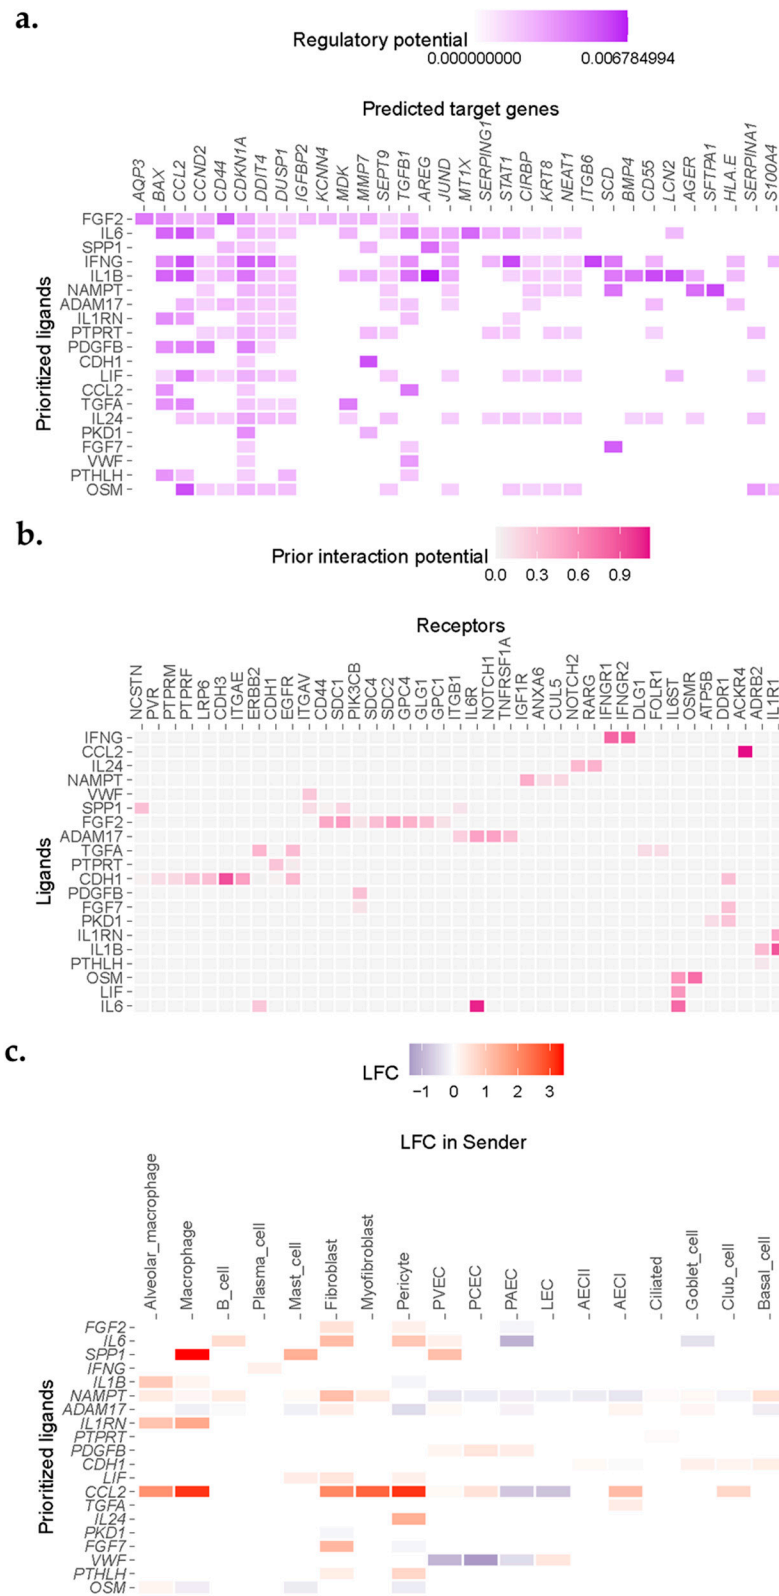 a.
Regulatory potential
0.000000000 0.006784994
Predicted target genes
AQP3 BAX CCL2 CCND2 CD44 CDKN1A DDIT4 DUSP1 IGFBP2 KCNN4 MDK MMP7 SEPT9 TGFB1 AREG JUND MT1X SERPING1 STAT1 CIRBP KRT8 NEAT1 ITGB6 SCD BMP4 CD55 LCN2 AGER SFTPA1 HLA.E SERPINA1 S100A4
Prioritized ligands
FGF2
IL6
SPP1
IFNG
IL1B
NAMPT
ADAM17
IL1RN
PTPRT
PDGFB
CDH1
LIF
CCL2
TGFA
IL24
PKD1
FGF7
VWF
PTHLH
OSM
b.
Prior interaction potential
0.0 0.3 0.6 0.9
Receptors
NCSTN PVR PTPRM PTPRF LRP6 CDH3 ITGAE ERBB2 CDH1 EGFR ITGAV CD44 SDC1 PIK3CB SDC4 SDC2 GPC4 GLG1 GPC1 ITGB1 IL6R NOTCH1 TNFRSF1A IGF1R ANXA6 CUL5 NOTCH2 RARG IFNGR1 IFNGR2 DLG1 FOLR1 IL6ST OSMR ATP5B DDR1 ACKR4 ADRB2 IL1R1
Ligands
IFNG
CCL2
IL24
NAMPT
VWF
SPP1
FGF2
ADAM17
TGFA
PTPRT
CDH1
PDGFB
FGF7
PKD1
IL1RN
IL1B
PTHLH
OSM
LIF
IL6
c.
LFC
−1 0 1 2 3
LFC in Sender
Alveolar_macrophage Macrophage B_cell Plasma_cell Mast_cell Fibroblast Myofibroblast Pericyte PVEC PCEC PAEC LEC AECII AECI Ciliated Goblet_cell Club_cell Basal_cell
Prioritized ligands
FGF2
IL6
SPP1
IFNG
IL1B
NAMPT
ADAM17
IL1RN
PTPRT
PDGFB
CDH1
LIF
CCL2
TGFA
IL24
PKD1
FGF7
VWF
PTHLH
OSM